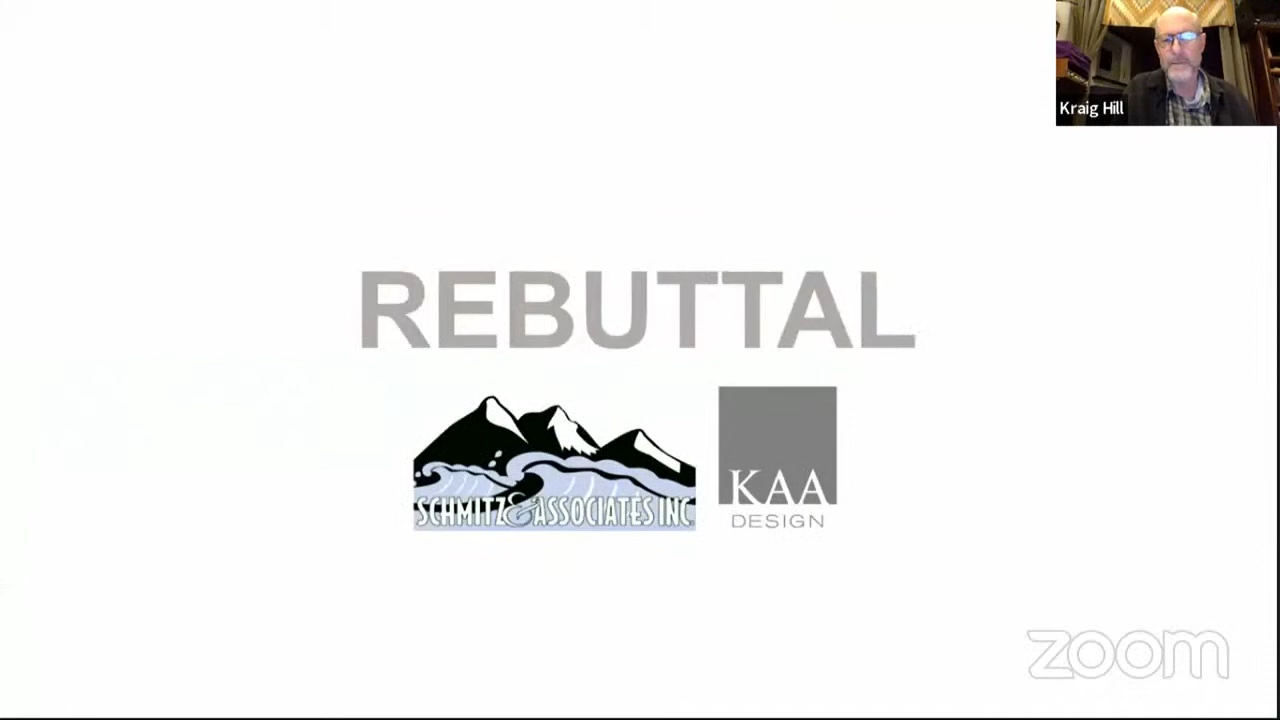 Kraig Hill
REBUTTAL
SCHMITZ & ASSOCIATES INC.
KAA
DESIGN
zoom